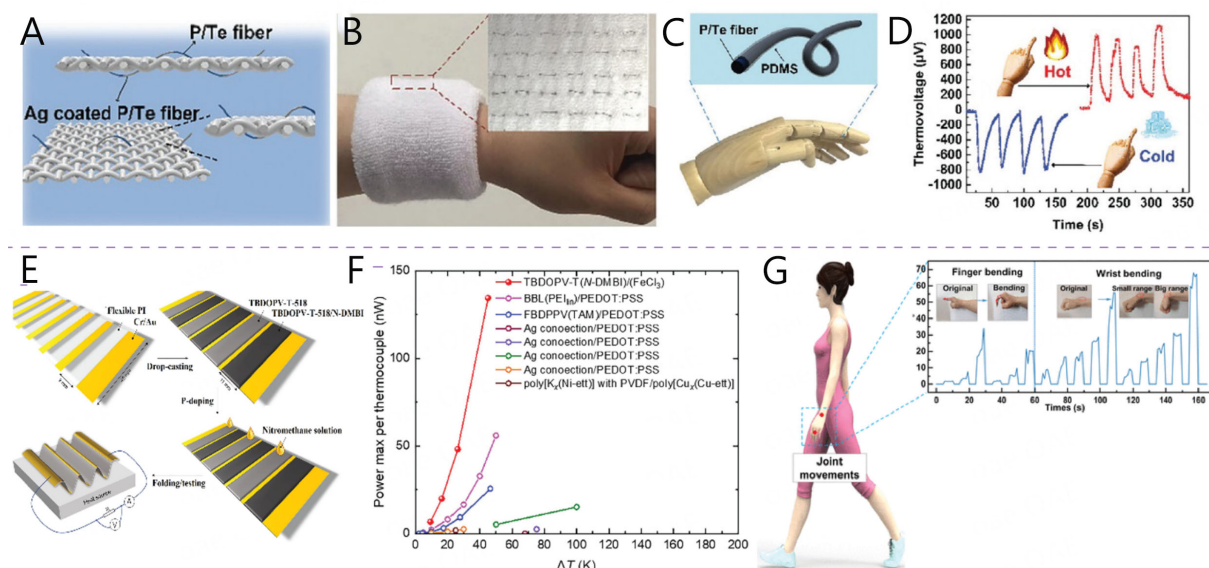 A
P/Te fiber
Ag coated P/Te fiber
B
C
P/Te fiber
PDMS
D
Thermovoltage (μV)
1200
1000
800
600
400
200
0
0
-200
-400
-600
-800
-1000
Hot
Cold
50
100
150
200
250
300
350
Time (s)
E
Flexible PI
Cr/Au
Drop-casting
TBDOPV-T-518
TBDOPV-T-518/N-DMBI
P-doping
Nitromethane solution
Folding/testing
A
V
F
Power max per thermocouple (nW)
150
125
100
75
50
25
0
TBDOPV-T(N-DMBI)/(FeCl₃)
BBL(PEI_lin)/PEDOT:PSS
FBDPPV(TAM)/PEDOT:PSS
Ag conoection/PEDOT:PSS
Ag conoection/PEDOT:PSS
Ag conoection/PEDOT:PSS
Ag conoection/PEDOT:PSS
poly[Kₓ(Ni-ett)] with PVDF/poly[Cuₓ(Cu-ett)]
0
20
40
60
80
100
120
140
160
180
200
ΔT (K)
G
Joint
movements
70
60
50
40
30
20
10
0
Finger bending
Original
Bending
Wrist bending
Original
Small range
Big range
0
20
40
60
80
100
120
140
160
Times (s)